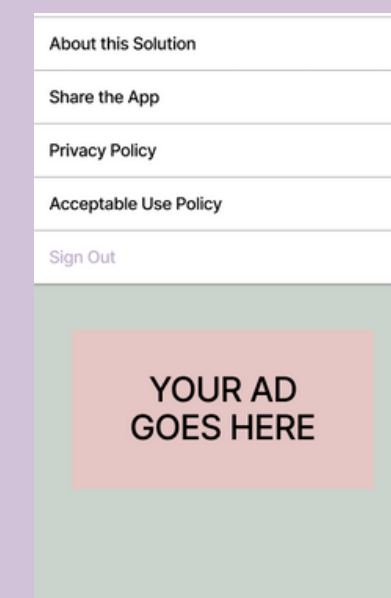 About this Solution
Share the App
Privacy Policy
Acceptable Use Policy
Sign Out
YOUR AD
GOES HERE